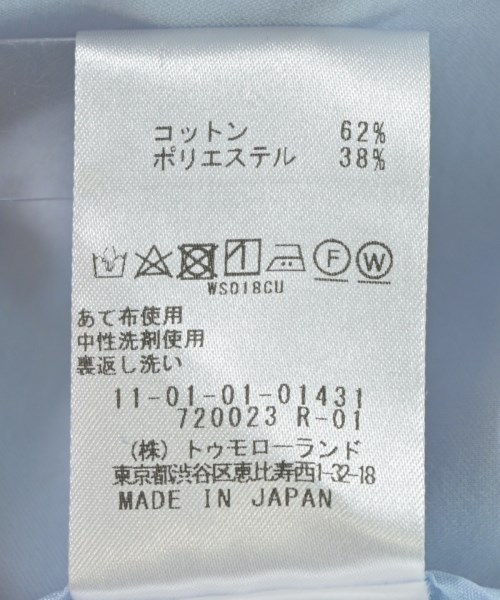 コットン 62%
ポリエステル 38%
F W
WS018CU
あて布使用
中性洗剤使用
裏返し洗い
11-01-01-01431
720023 R-01
(株) トゥモローランド
東京都渋谷区恵比寿西1-32-18
MADE IN JAPAN